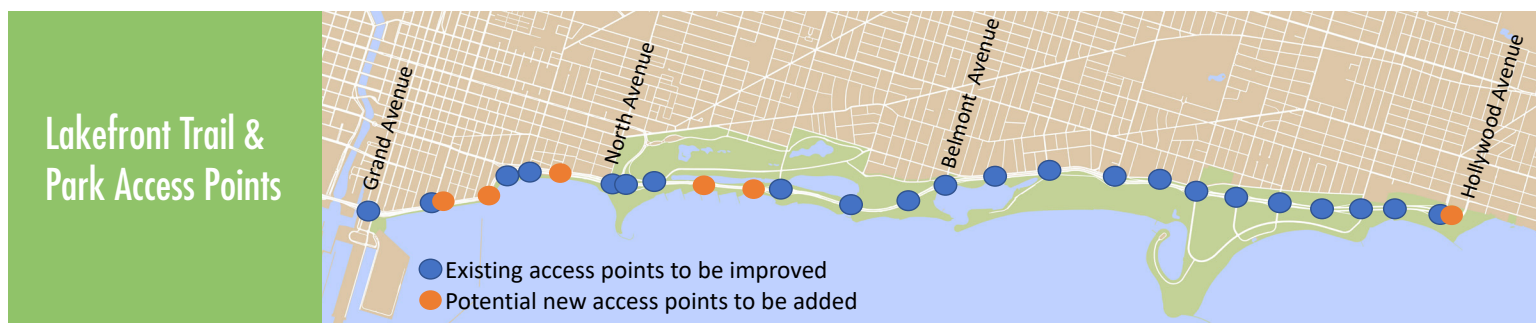 Lakefront Trail &
Park Access Points
Grand Avenue
North Avenue
Belmont Avenue
Hollywood Avenue
Existing access points to be improved
Potential new access points to be added